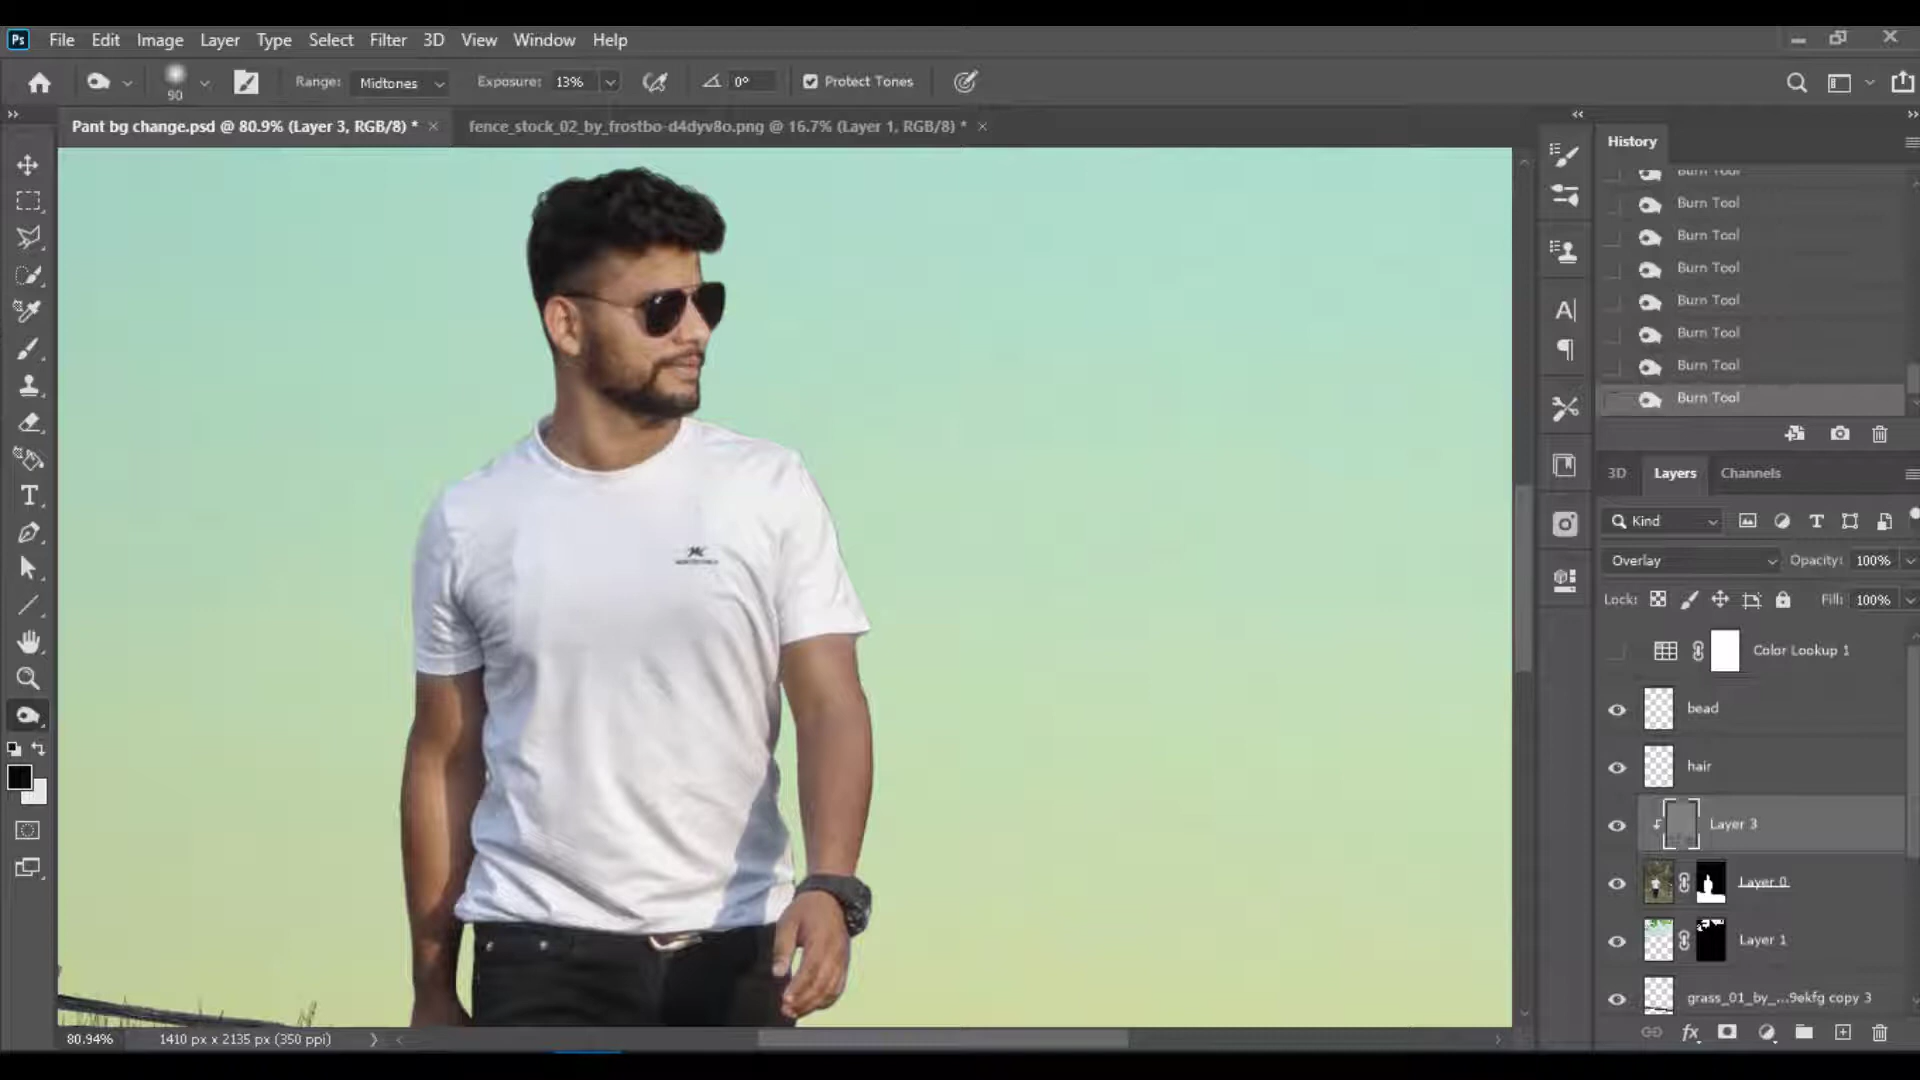 Ps File Edit Image Layer Type Select Filter 3D View Window Help
90 Range: Midtones Exposure: 13% 0° Protect Tones
Pant bg change.psd @ 80.9% (Layer 3, RGB/8) * × fence_stock_02_by_frostbo-d4dyv8o.png @ 16.7% (Layer 1, RGB/8) * ×
History
Burn Tool
Burn Tool
Burn Tool
Burn Tool
Burn Tool
Burn Tool
Burn Tool
Burn Tool
3D Layers Channels
Kind
Overlay Opacity: 100%
Lock: Fill: 100%
Color Lookup 1
bead
hair
Layer 3
Layer 0
Layer 1
grass_01_by_...9ekfg copy 3
80.94% 1410 px x 2135 px (350 ppi)